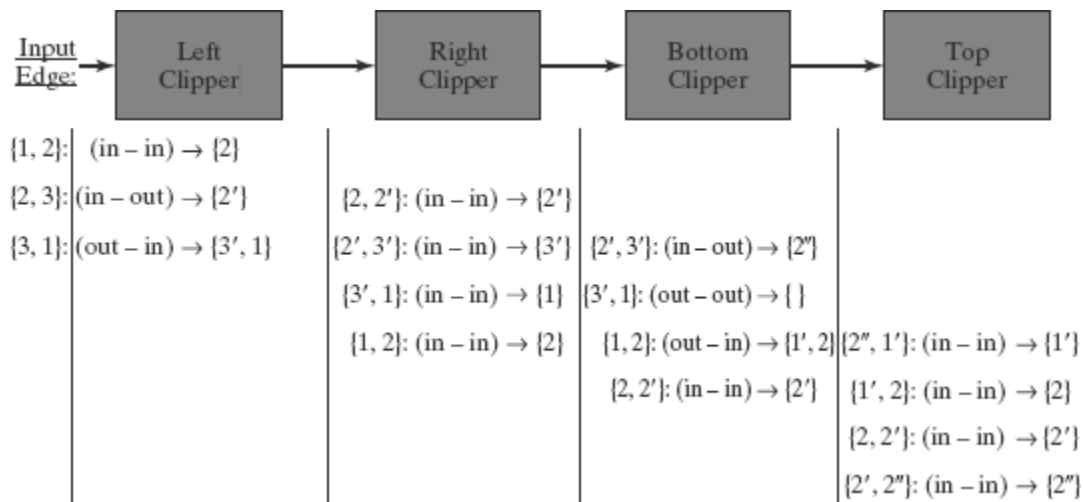 Input Edge:
Left Clipper
Right Clipper
Bottom Clipper
Top Clipper
{1, 2}: (in – in) → {2}
{2, 3}: (in – out) → {2′}
{3, 1}: (out – in) → {3′, 1}
{2, 2′}: (in – in) → {2′}
{2′, 3′}: (in – in) → {3′}
{3′, 1}: (in – in) → {1}
{1, 2}: (in – in) → {2}
{2′, 3′}: (in – out) → {2″}
{3′, 1}: (out – out) → { }
{1, 2}: (out – in) → {1′, 2}
{2, 2′}: (in – in) → {2′}
{2″, 1′}: (in – in) → {1′}
{1′, 2}: (in – in) → {2}
{2, 2′}: (in – in) → {2′}
{2′, 2″}: (in – in) → {2″}